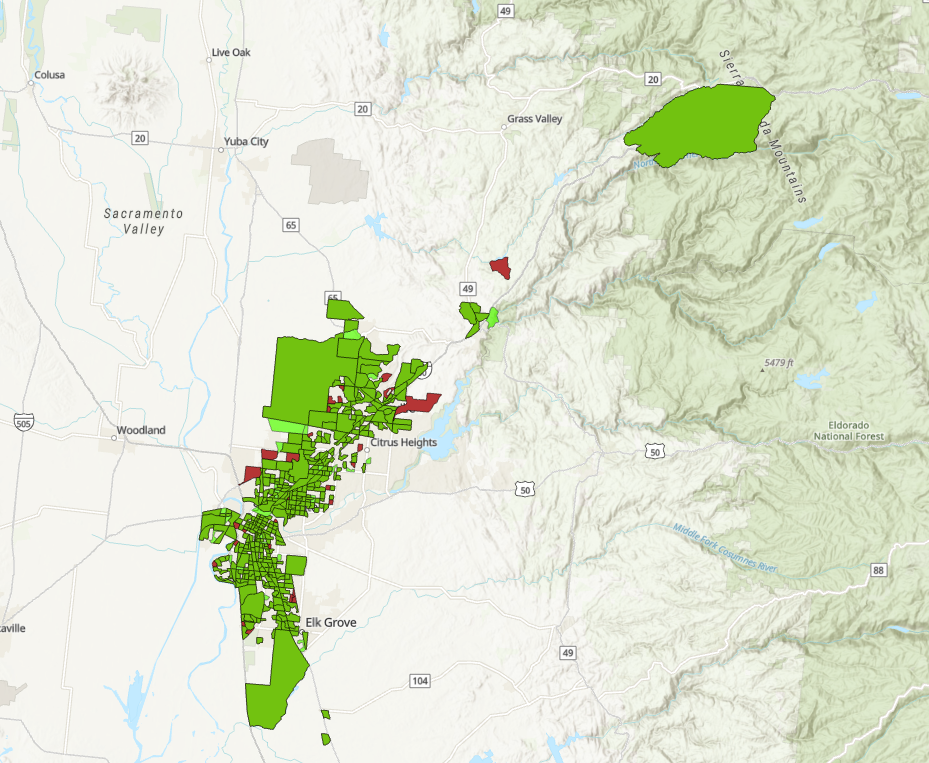 49
Live Oak
Colusa
20
20
Grass Valley
Sierra
da Mountains
20
Yuba City
Sacramento
Valley
65
49
65
5479 ft
505
Woodland
Citrus Heights
Eldorado
National Forest
50
50
Middle Fork Cosumnes River
88
Elk Grove
aville
49
104